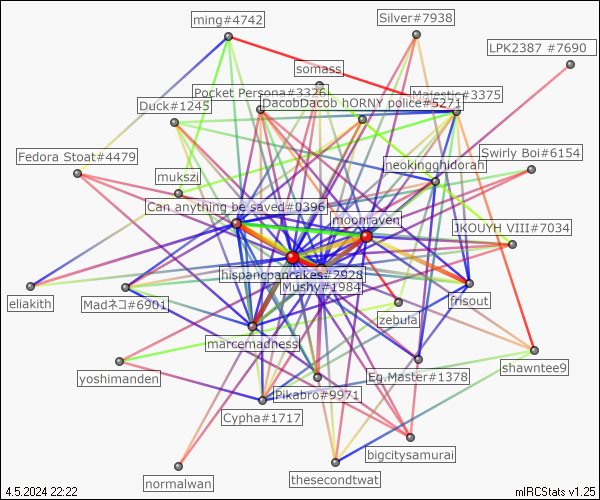 ming#4742
Silver#7938
LPK2387 #7690
somass
Pocket Persona#3326
Majestic#3375
Duck#1245
DacobDacob hORNY police#5271
Fedora Stoat#4479
Swirly Boi#6154
neokingghidorah
mukszi
Can anything be saved#0396
moonraven
JKOUYH VIII#7034
hispancpancakes#2928
Mushy#1984
eliakith
Madネコ#6901
frisout
zebula
marcemadness
shawntee9
yoshimanden
Eg.Master#1378
Pikabro#9971
Cypha#1717
bigcitysamurai
normalwan
thesecondtwat
4.5.2024 22:22
mIRCStats v1.25